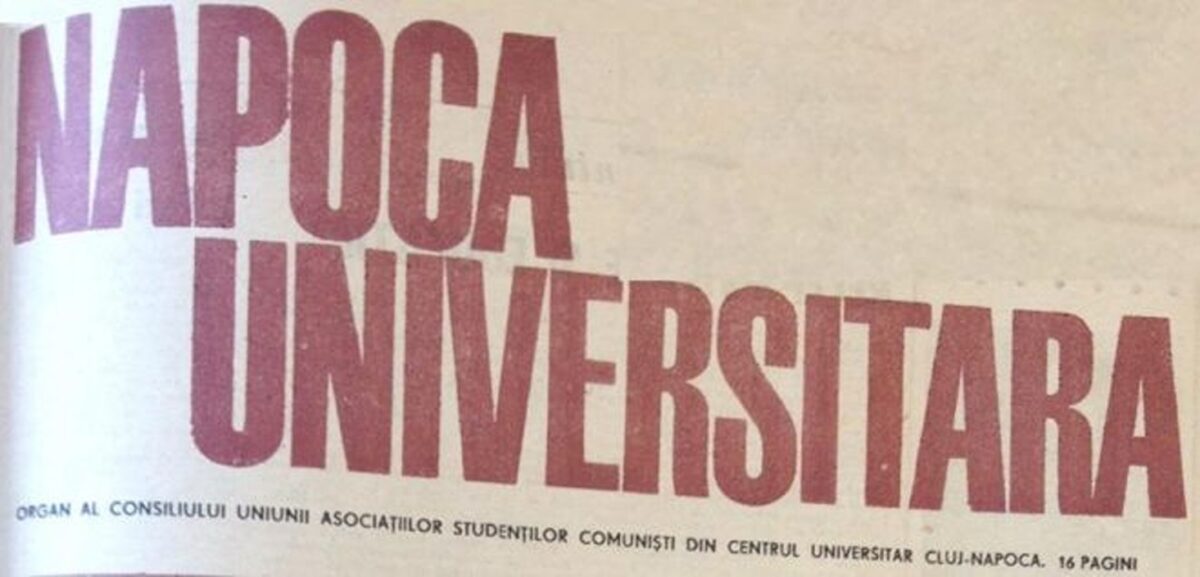 NAPOCA
UNIVERSITARA
ORGAN AL CONSILIULUI UNIUNII ASOCIAȚIILOR STUDENȚILOR COMUNIȘTI DIN CENTRUL UNIVERSITAR CLUJ-NAPOCA. 16 PAGINI